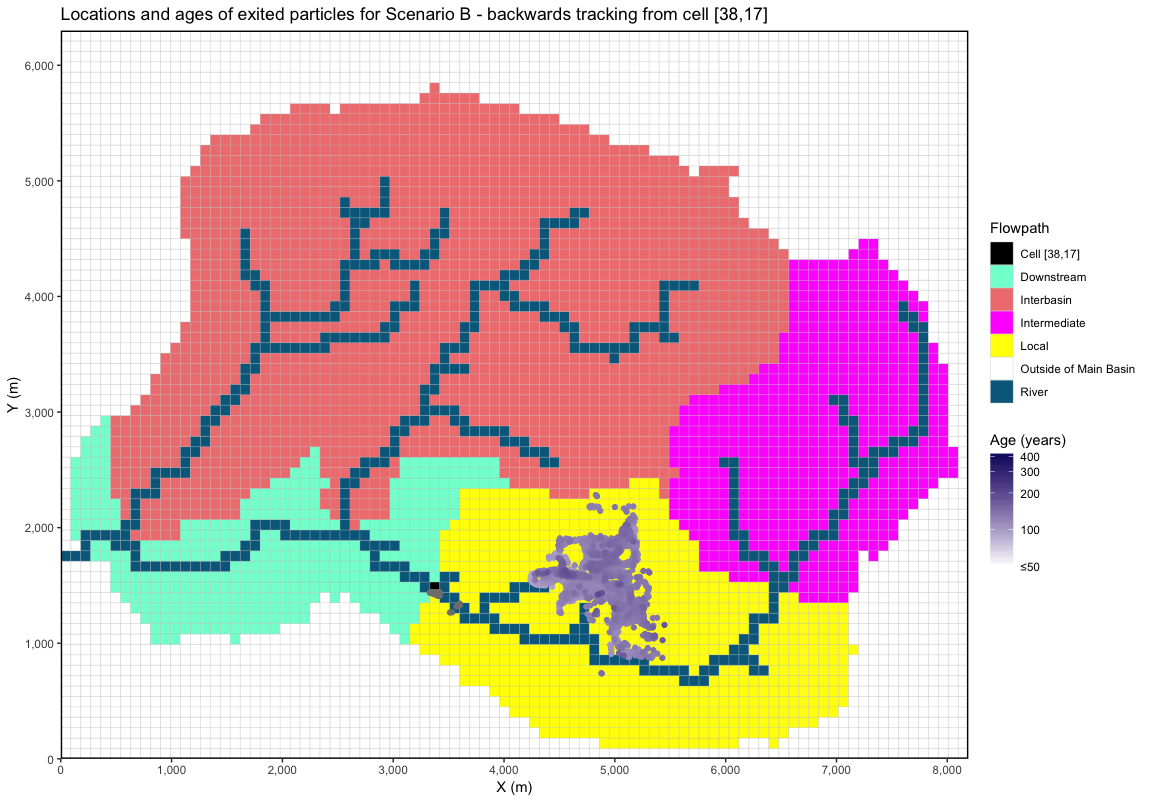 Locations and ages of exited particles for Scenario B - backwards tracking from cell [38,17]
6,000
5,000
4,000
3,000
2,000
1,000
0
Y (m)
0 1,000 2,000 3,000 4,000 5,000 6,000 7,000 8,000
X (m)
Flowpath
Cell [38,17]
Downstream
Interbasin
Intermediate
Local
Outside of Main Basin
River
Age (years)
400
300
200
100
≤50